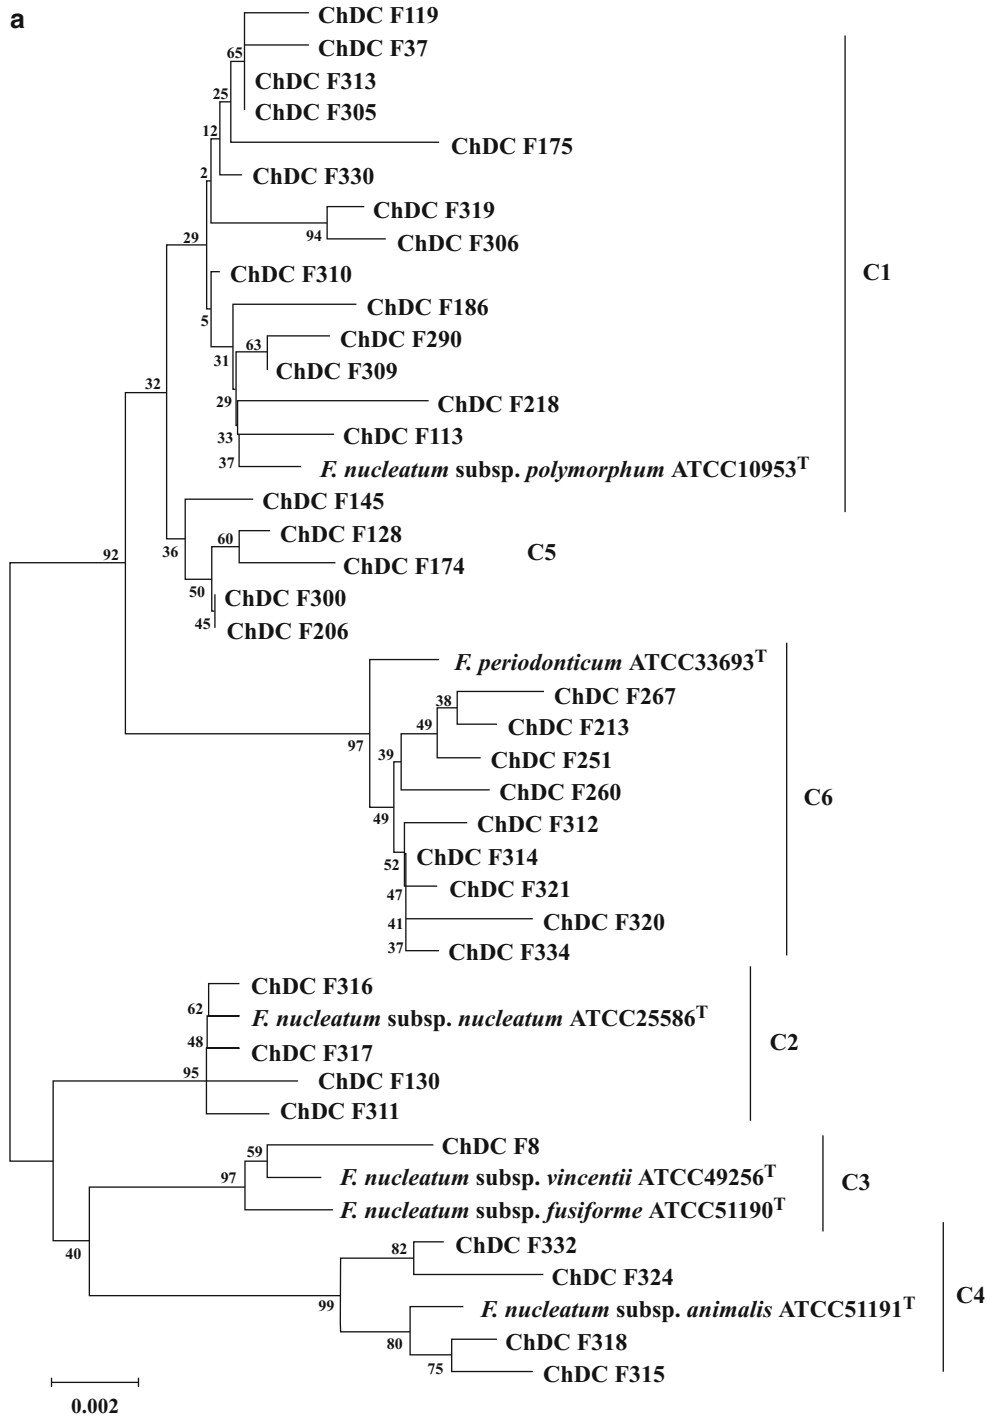 a
ChDC F119
65
ChDC F37
ChDC F313
25
ChDC F305
12
ChDC F175
2
ChDC F330
ChDC F319
94
29
ChDC F306
C1
ChDC F310
5
ChDC F186
63
ChDC F290
31
ChDC F309
32
29
ChDC F218
33
ChDC F113
37
F. nucleatum subsp. polymorphum ATCC10953T
ChDC F145
60
ChDC F128
36
C5
92
ChDC F174
50
ChDC F300
45
ChDC F206
F. periodonticum ATCC33693T
38
ChDC F267
49
ChDC F213
97
39
ChDC F251
ChDC F260
C6
49
ChDC F312
52
ChDC F314
47
ChDC F321
41
ChDC F320
37
ChDC F334
ChDC F316
62
F. nucleatum subsp. nucleatum ATCC25586T
48
ChDC F317
C2
95
ChDC F130
ChDC F311
59
ChDC F8
97
F. nucleatum subsp. vincentii ATCC49256T
C3
F. nucleatum subsp. fusiforme ATCC51190T
40
82
ChDC F332
ChDC F324
99
C4
F. nucleatum subsp. animalis ATCC51191T
80
ChDC F318
75
ChDC F315
0.002